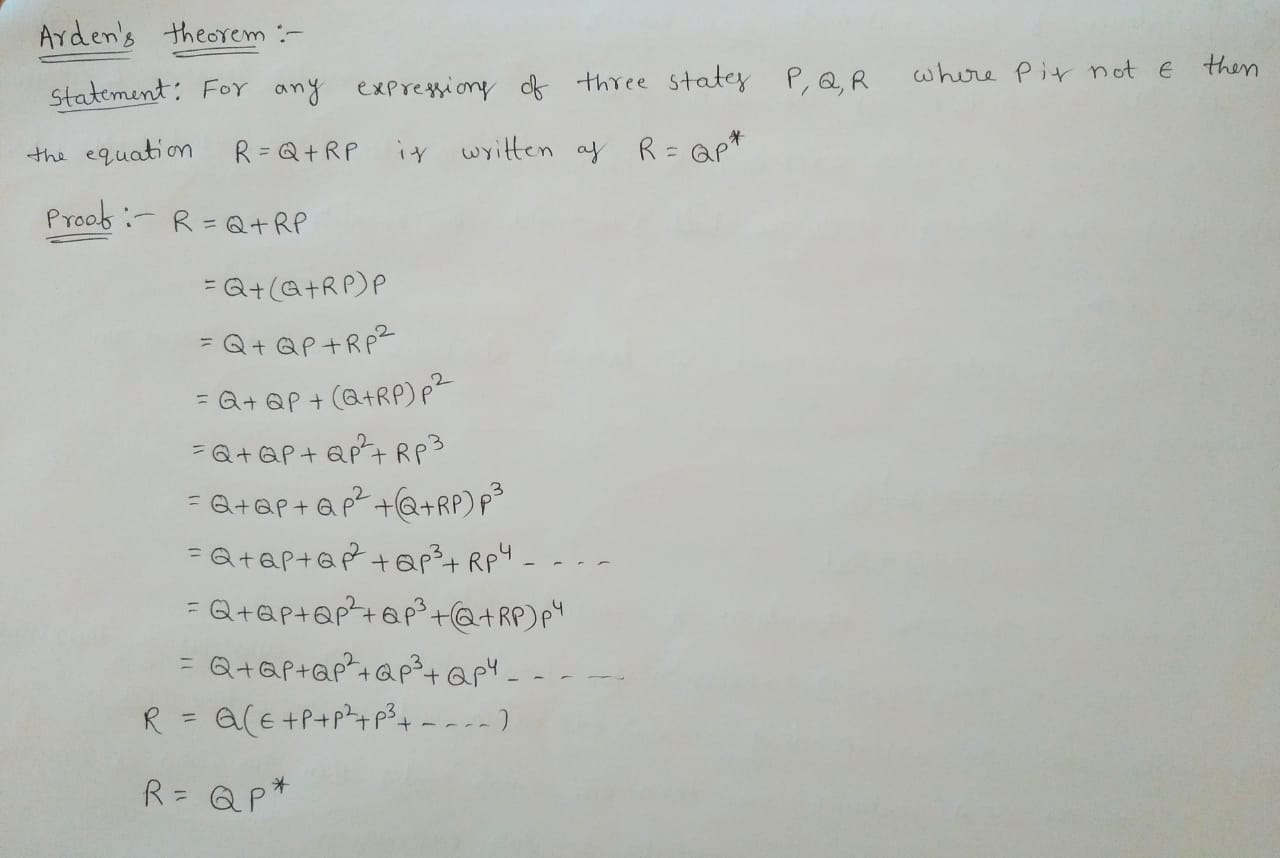 Arden's theorem :-
Statement: For any expressions of three states P, Q, R where P is not ϵ then
the equation R = Q + RP is written as R = QP*
Proof :- R = Q + RP
= Q + (Q + RP)P
= Q + QP + RP²
= Q + QP + (Q + RP)P²
= Q + QP + QP² + RP³
= Q + QP + QP² + (Q + RP)P³
= Q + QP + QP² + QP³ + RP⁴ - - - -
= Q + QP + QP² + QP³ + (Q + RP)P⁴
= Q + QP + QP² + QP³ + QP⁴ - - - -
R = Q(ϵ + P + P² + P³ + - - - -)
R = QP*